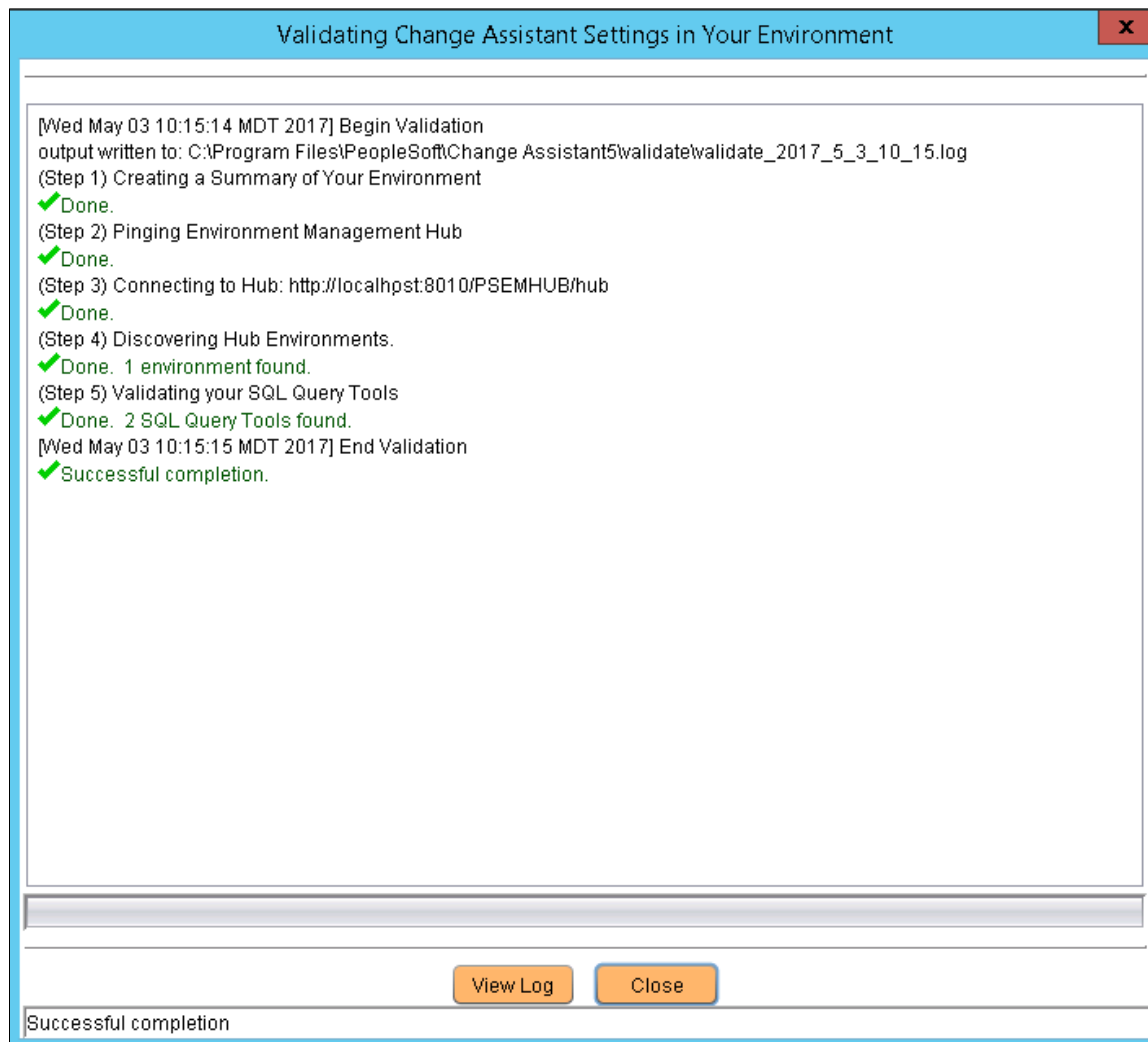 Validating Change Assistant Settings in Your Environment
x
[Wed May 03 10:15:14 MDT 2017] Begin Validation
output written to: C:\Program Files\PeopleSoft\Change Assistant5\validate\validate_2017_5_3_10_15.log
(Step 1) Creating a Summary of Your Environment
✔Done.
(Step 2) Pinging Environment Management Hub
✔Done.
(Step 3) Connecting to Hub: http://localhpst:8010/PSEMHUB/hub
✔Done.
(Step 4) Discovering Hub Environments.
✔Done. 1 environment found.
(Step 5) Validating your SQL Query Tools
✔Done. 2 SQL Query Tools found.
[Wed May 03 10:15:15 MDT 2017] End Validation
✔Successful completion.
View Log
Close
Successful completion